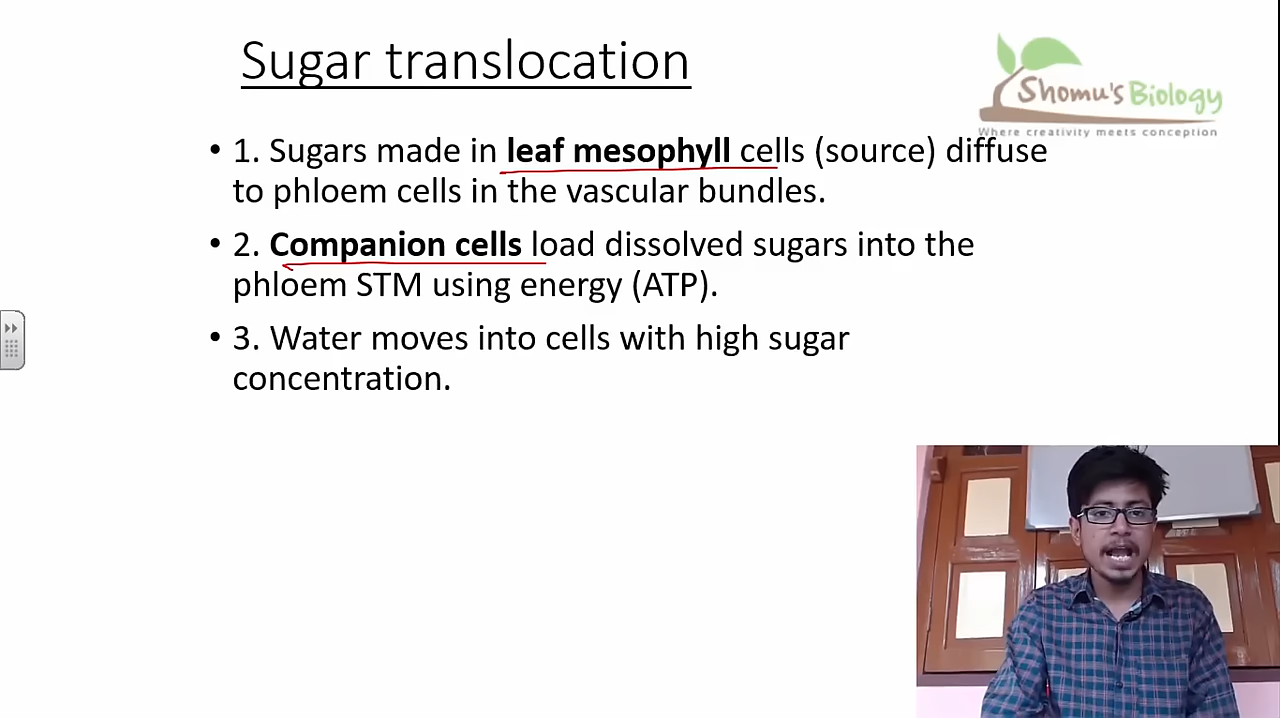 Sugar translocation
Shomu's Biology
Where creativity meets conception
• 1. Sugars made in leaf mesophyll cells (source) diffuse
to phloem cells in the vascular bundles.
• 2. Companion cells load dissolved sugars into the
phloem STM using energy (ATP).
• 3. Water moves into cells with high sugar
concentration.